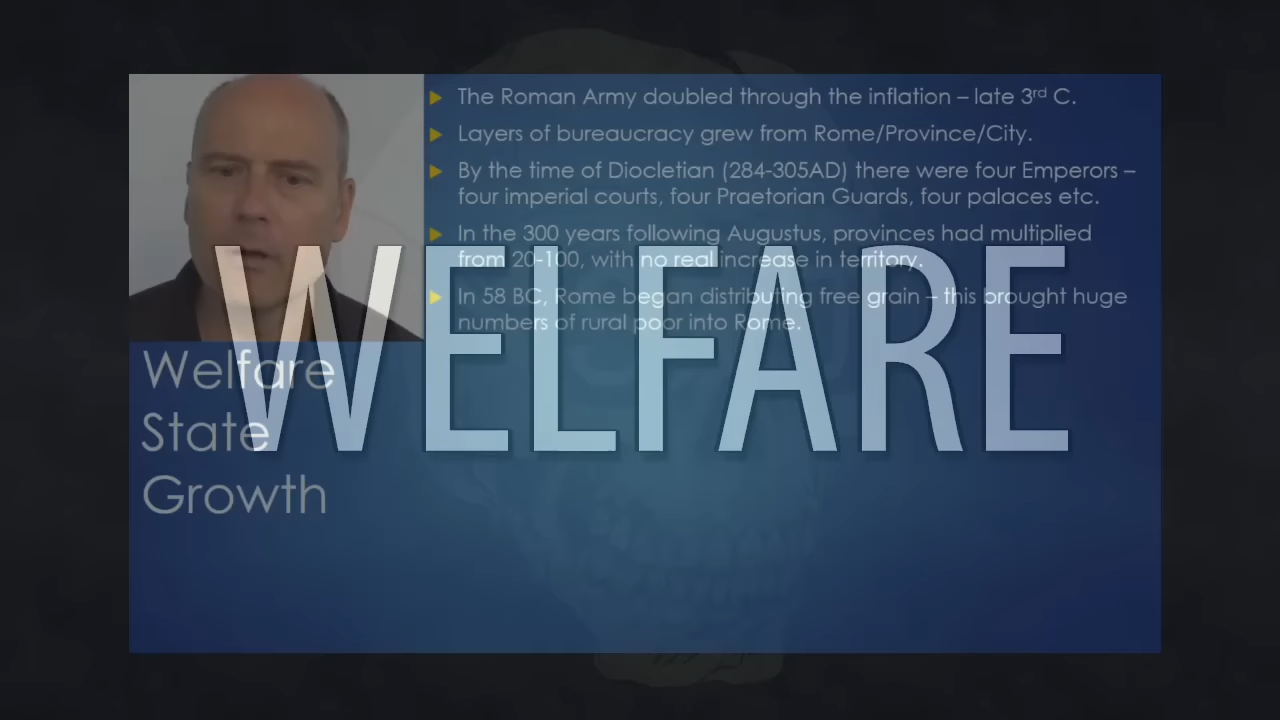 The Roman Army doubled through the inflation – late 3rd C.
Layers of bureaucracy grew from Rome/Province/City.
By the time of Diocletian (284-305AD) there were four Emperors –
four imperial courts, four Praetorian Guards, four palaces etc.
In the 300 years following Augustus, provinces had multiplied
from 20-100, with no real increase in territory.
In 58 BC, Rome began distributing free grain – this brought huge
numbers of rural poor into Rome.
WELFARE
Welfare
State
Growth